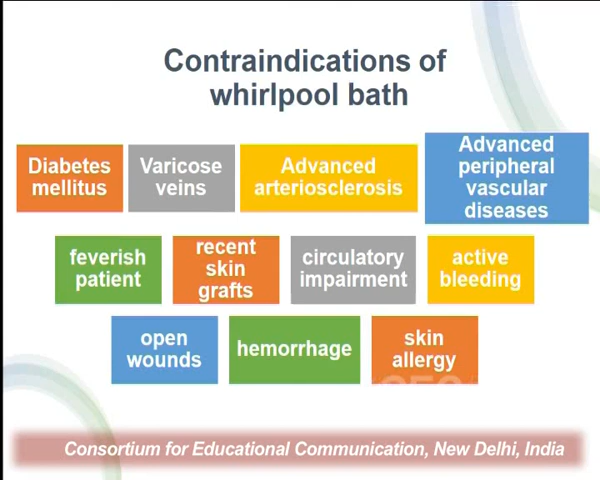 Contraindications of
whirlpool bath
Diabetes
mellitus
Varicose
veins
Advanced
arteriosclerosis
Advanced
peripheral
vascular
diseases
feverish
patient
recent
skin
grafts
circulatory
impairment
active
bleeding
open
wounds
hemorrhage
skin
allergy
Consortium for Educational Communication, New Delhi, India